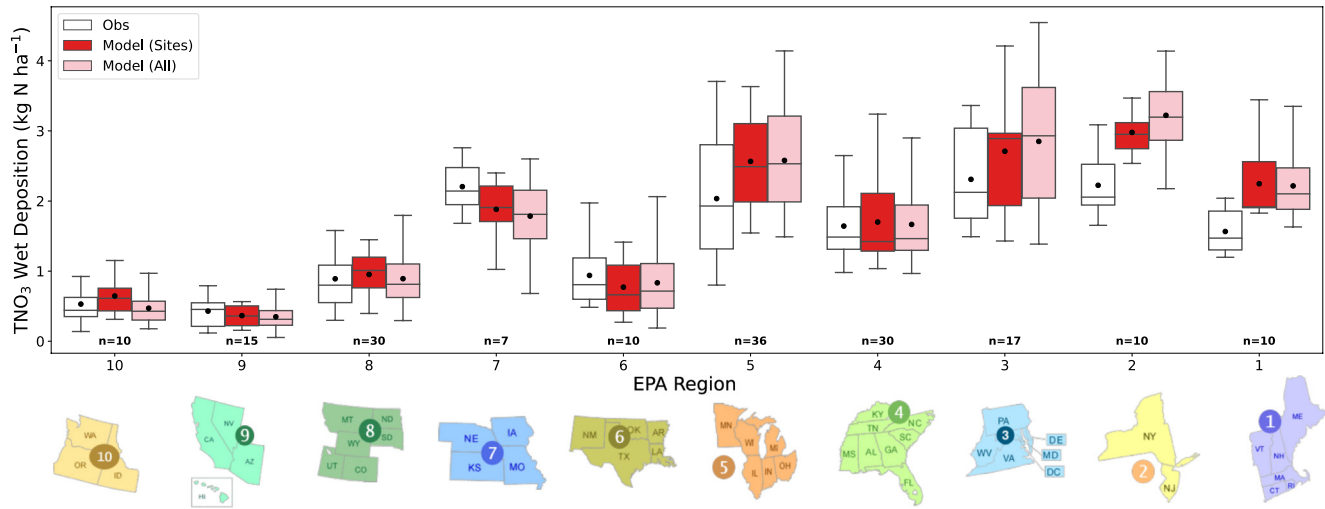 Obs
Model (Sites)
Model (All)
TNO₃ Wet Deposition (kg N ha⁻¹)
4
3
2
1
0
n=10 n=15 n=30 n=7 n=10 n=36 n=30 n=17 n=10 n=10
10 9 8 7 6 5 4 3 2 1
EPA Region
WA
OR
ID
10
NV
CA
AZ
HI
9
MT
ND
SD
WY
UT
CO
8
NE
IA
KS
MO
7
NM
OK
AR
TX
LA
6
MN
WI
MI
IL
IN
OH
5
KY
NC
TN
SC
MS
AL
GA
FL
4
PA
WV
VA
DE
MD
DC
3
NY
NJ
2
ME
VT
NH
MA
CT
RI
1